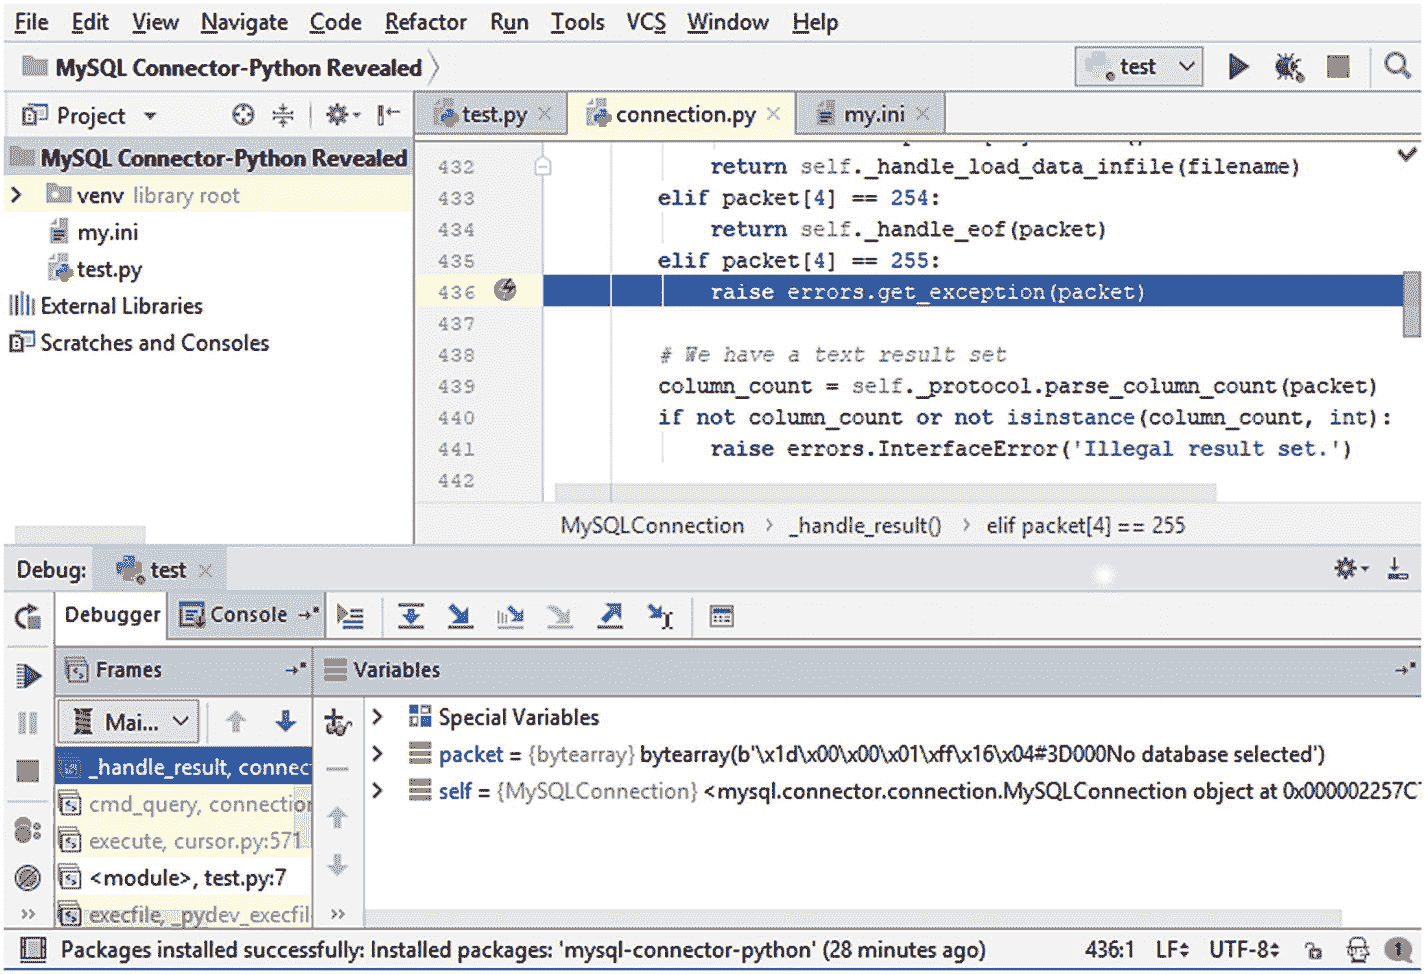 File Edit View Navigate Code Refactor Run Tools VCS Window Help
MySQL Connector-Python Revealed
test
Project
test.py
connection.py
my.ini
MySQL Connector-Python Revealed
venv library root
my.ini
test.py
External Libraries
Scratches and Consoles
432 return self._handle_load_data_infile(filename)
433 elif packet[4] == 254:
434 return self._handle_eof(packet)
435 elif packet[4] == 255:
436 raise errors.get_exception(packet)
437
438 # We have a text result set
439 column_count = self._protocol.parse_column_count(packet)
440 if not column_count or not isinstance(column_count, int):
441 raise errors.InterfaceError('Illegal result set.')
442
MySQLConnection _handle_result() elif packet[4] == 255
Debug: test
Debugger Console
Frames
Variables
Mai...
_handle_result, connec
cmd_query, connection
execute, cursor.py:571
<module>, test.py:7
execfile, _pydev_execfil
Special Variables
packet = {bytearray} bytearray(b'\x1d\x00\x00\x01\xff\x16\x04#3D000No database selected')
self = {MySQLConnection} <mysql.connector.connection.MySQLConnection object at 0x000002257C
Packages installed successfully: Installed packages: 'mysql-connector-python' (28 minutes ago) 436:1 LF UTF-8 1